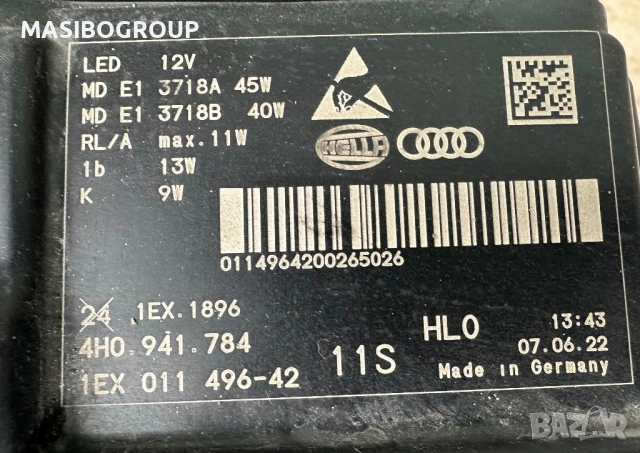 MASIBOGROUP
LED 12V
MD E1 3718A 45W
MD E1 3718B 40W
RL/A max.11W
1b 13W
K 9W
HELLA
0114964200265026
24 1EX.1896
4H0.941.784
1EX 011 496-42
11S
HL0
13:43
07.06.22
Made in Germany
BAZAR